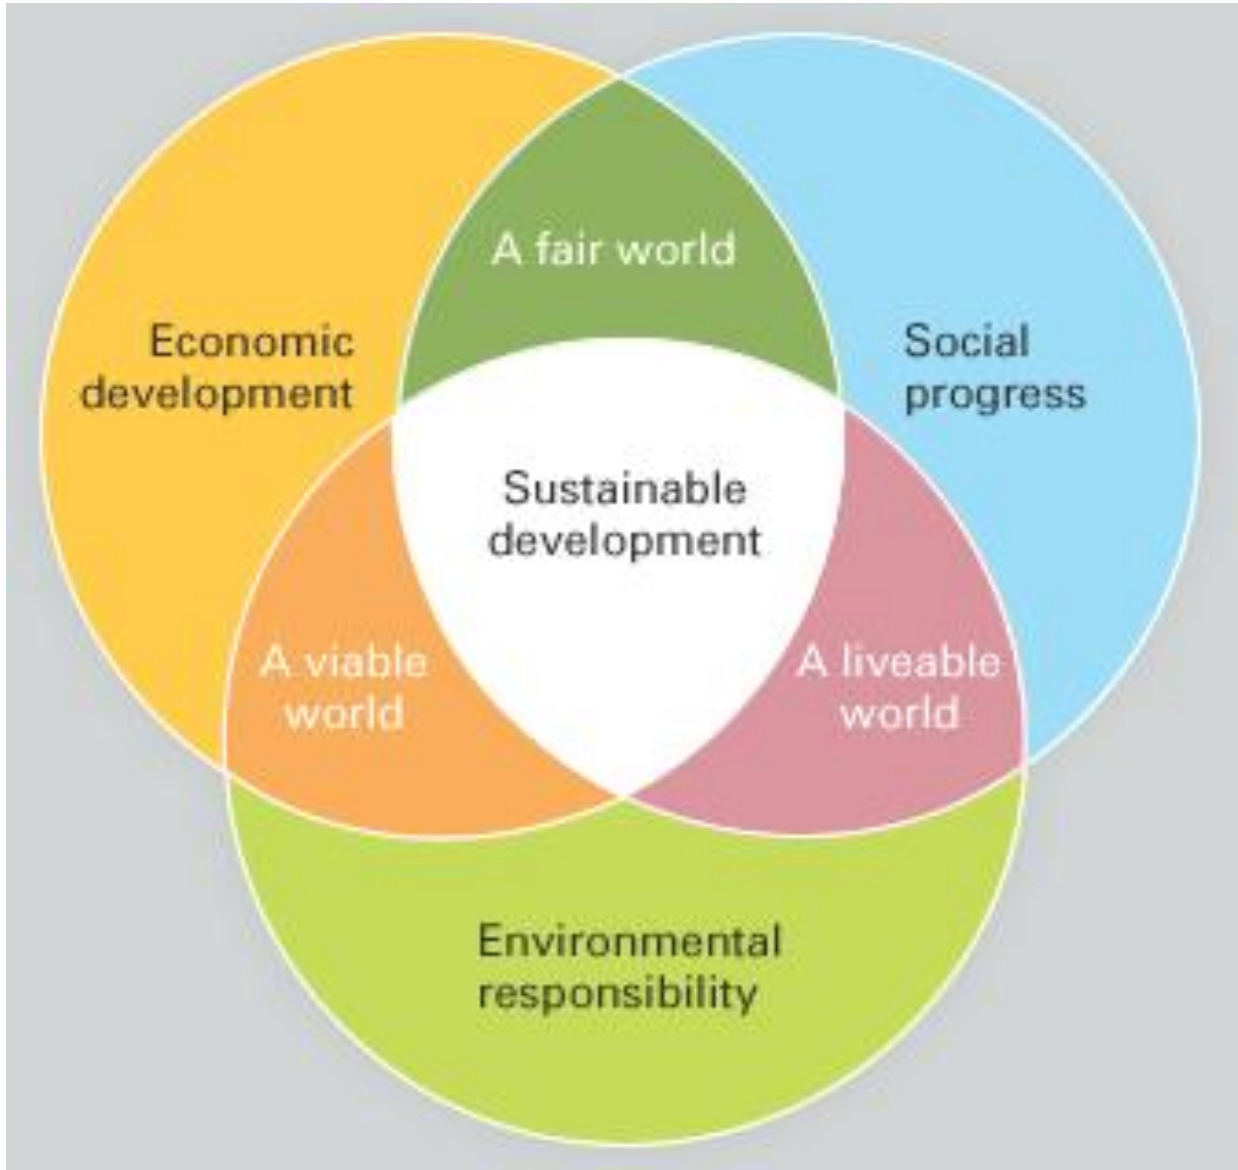 A fair world
Economic
development
Social
progress
Sustainable
development
A viable
world
A liveable
world
Environmental
responsibility